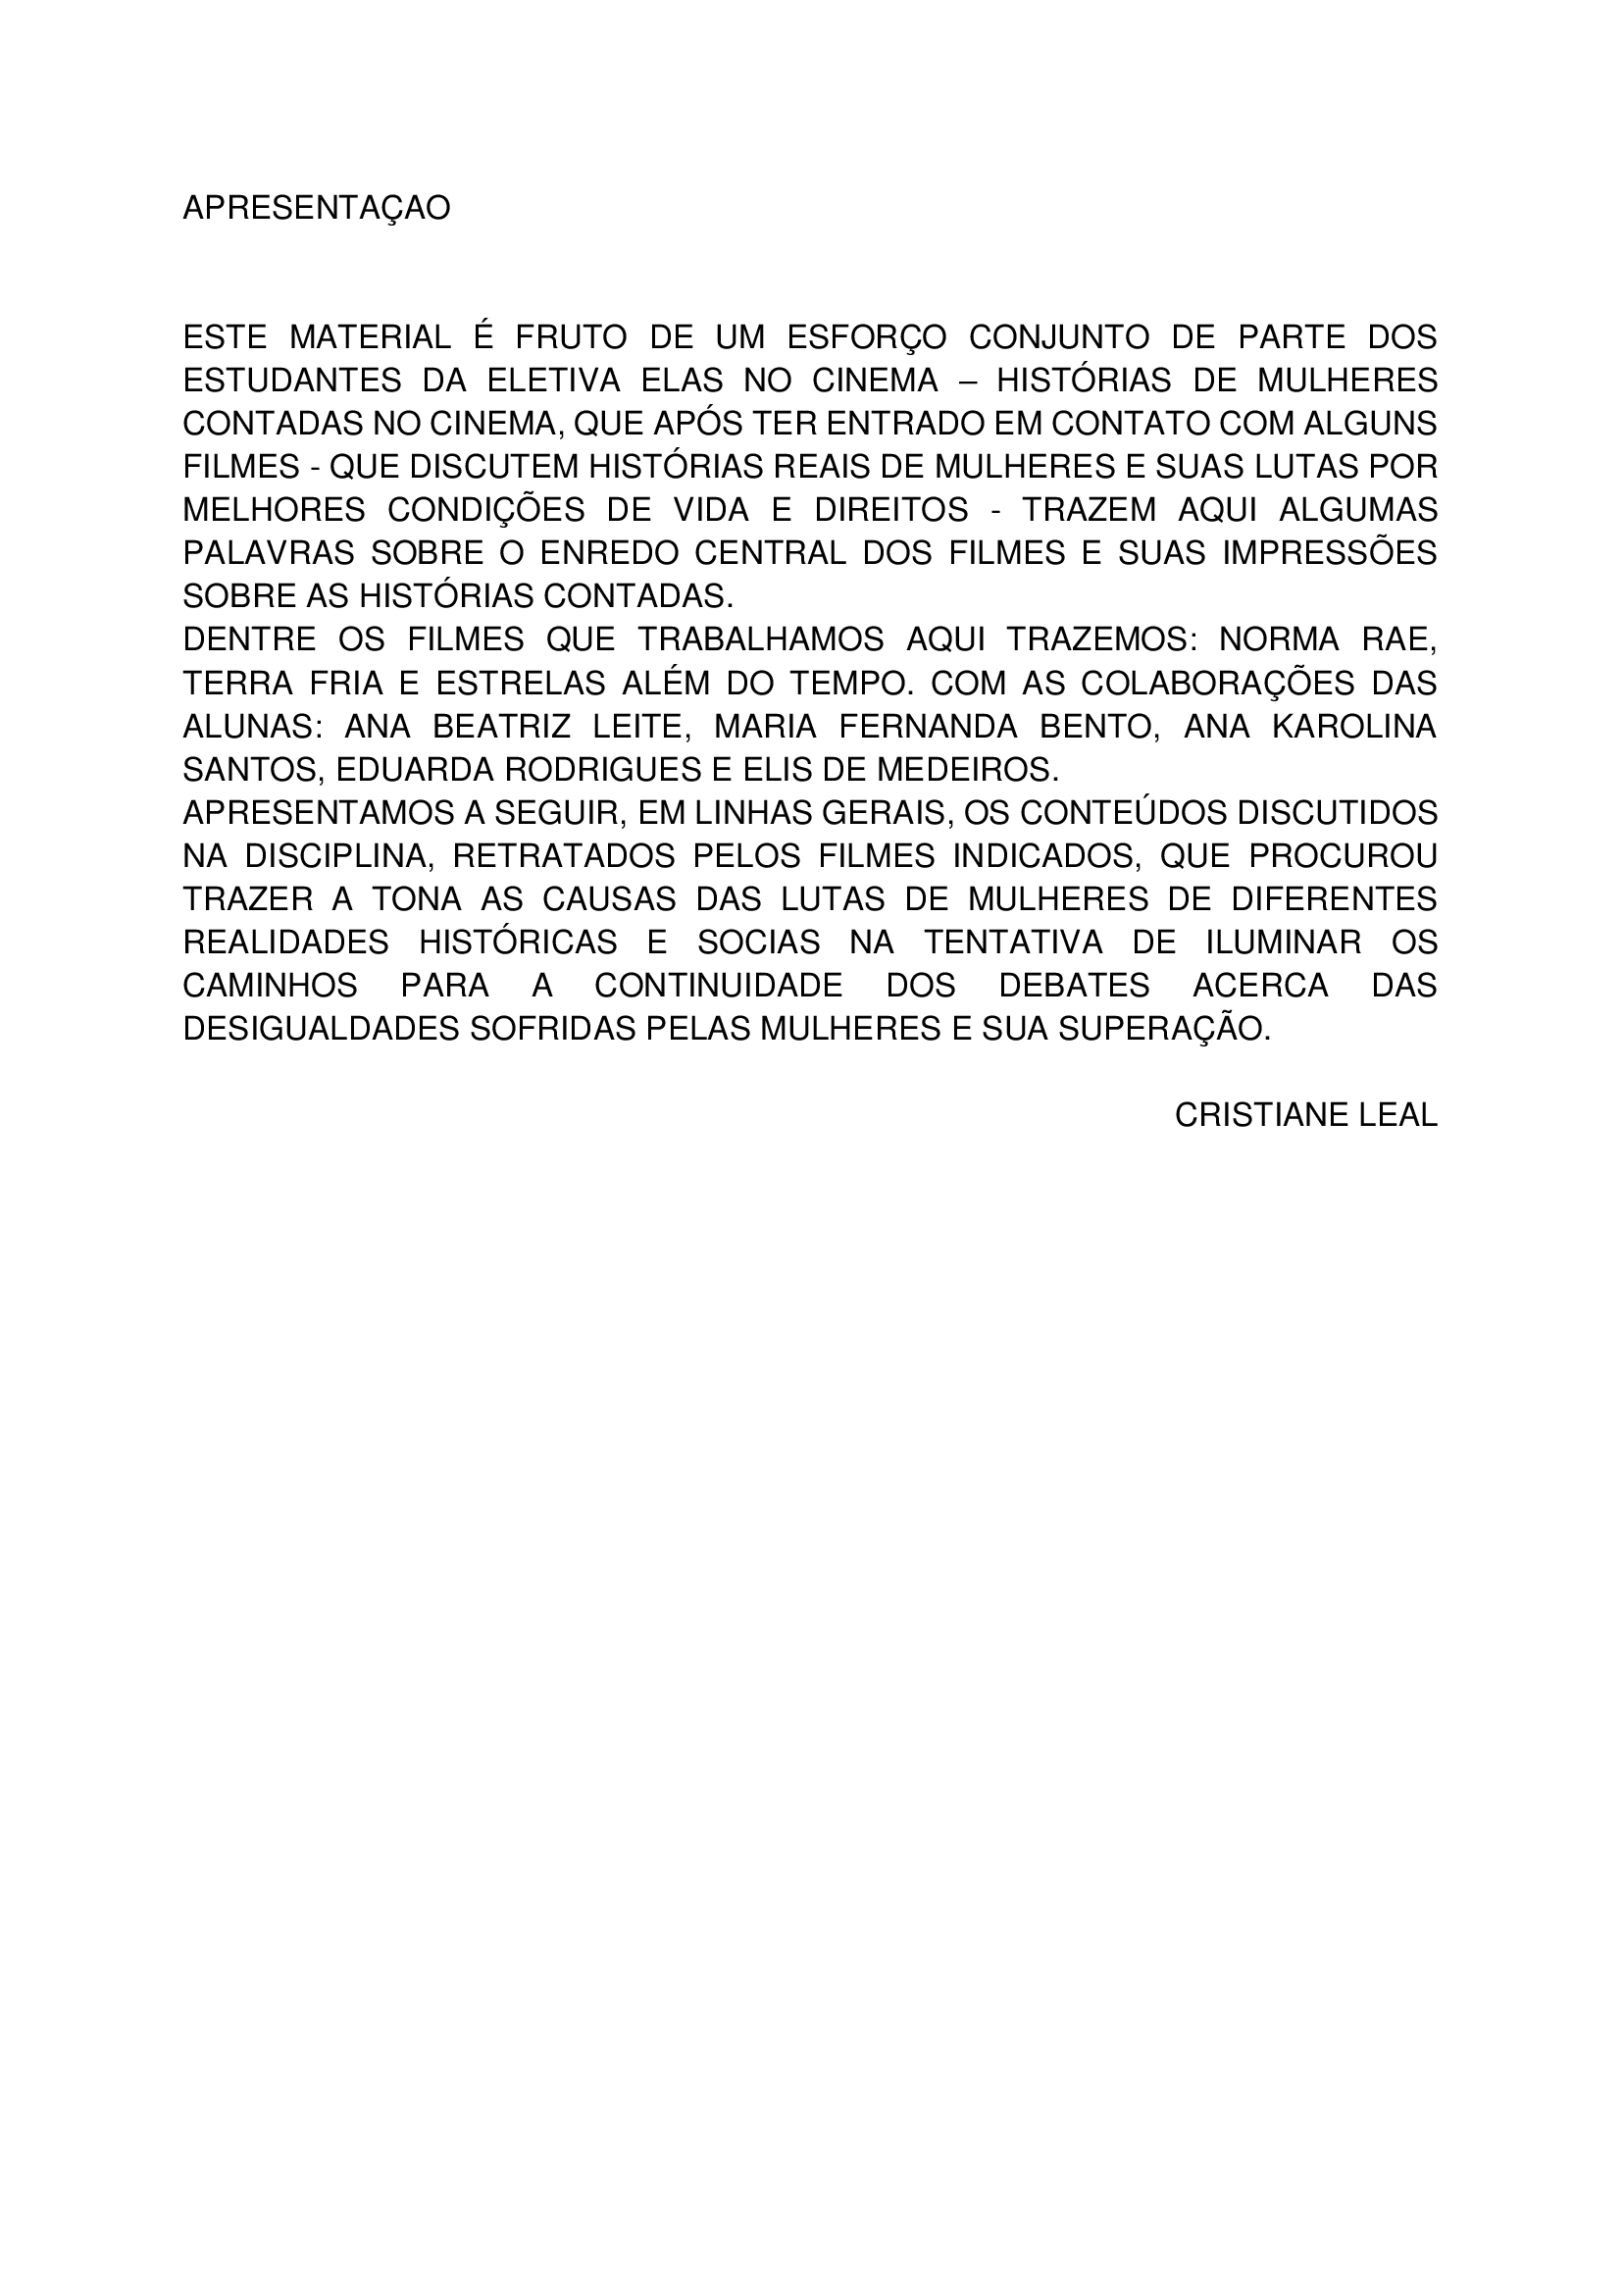 APRESENTAÇAO
ESTE MATERIAL É FRUTO DE UM ESFORÇO CONJUNTO DE PARTE DOS
ESTUDANTES DA ELETIVA ELAS NO CINEMA – HISTÓRIAS DE MULHERES
CONTADAS NO CINEMA, QUE APÓS TER ENTRADO EM CONTATO COM ALGUNS
FILMES - QUE DISCUTEM HISTÓRIAS REAIS DE MULHERES E SUAS LUTAS POR
MELHORES CONDIÇÕES DE VIDA E DIREITOS - TRAZEM AQUI ALGUMAS
PALAVRAS SOBRE O ENREDO CENTRAL DOS FILMES E SUAS IMPRESSÕES
SOBRE AS HISTÓRIAS CONTADAS.
DENTRE OS FILMES QUE TRABALHAMOS AQUI TRAZEMOS: NORMA RAE,
TERRA FRIA E ESTRELAS ALÉM DO TEMPO. COM AS COLABORAÇÕES DAS
ALUNAS: ANA BEATRIZ LEITE, MARIA FERNANDA BENTO, ANA KAROLINA
SANTOS, EDUARDA RODRIGUES E ELIS DE MEDEIROS.
APRESENTAMOS A SEGUIR, EM LINHAS GERAIS, OS CONTEÚDOS DISCUTIDOS
NA DISCIPLINA, RETRATADOS PELOS FILMES INDICADOS, QUE PROCUROU
TRAZER A TONA AS CAUSAS DAS LUTAS DE MULHERES DE DIFERENTES
REALIDADES HISTÓRICAS E SOCIAS NA TENTATIVA DE ILUMINAR OS
CAMINHOS PARA A CONTINUIDADE DOS DEBATES ACERCA DAS
DESIGUALDADES SOFRIDAS PELAS MULHERES E SUA SUPERAÇÃO.
CRISTIANE LEAL